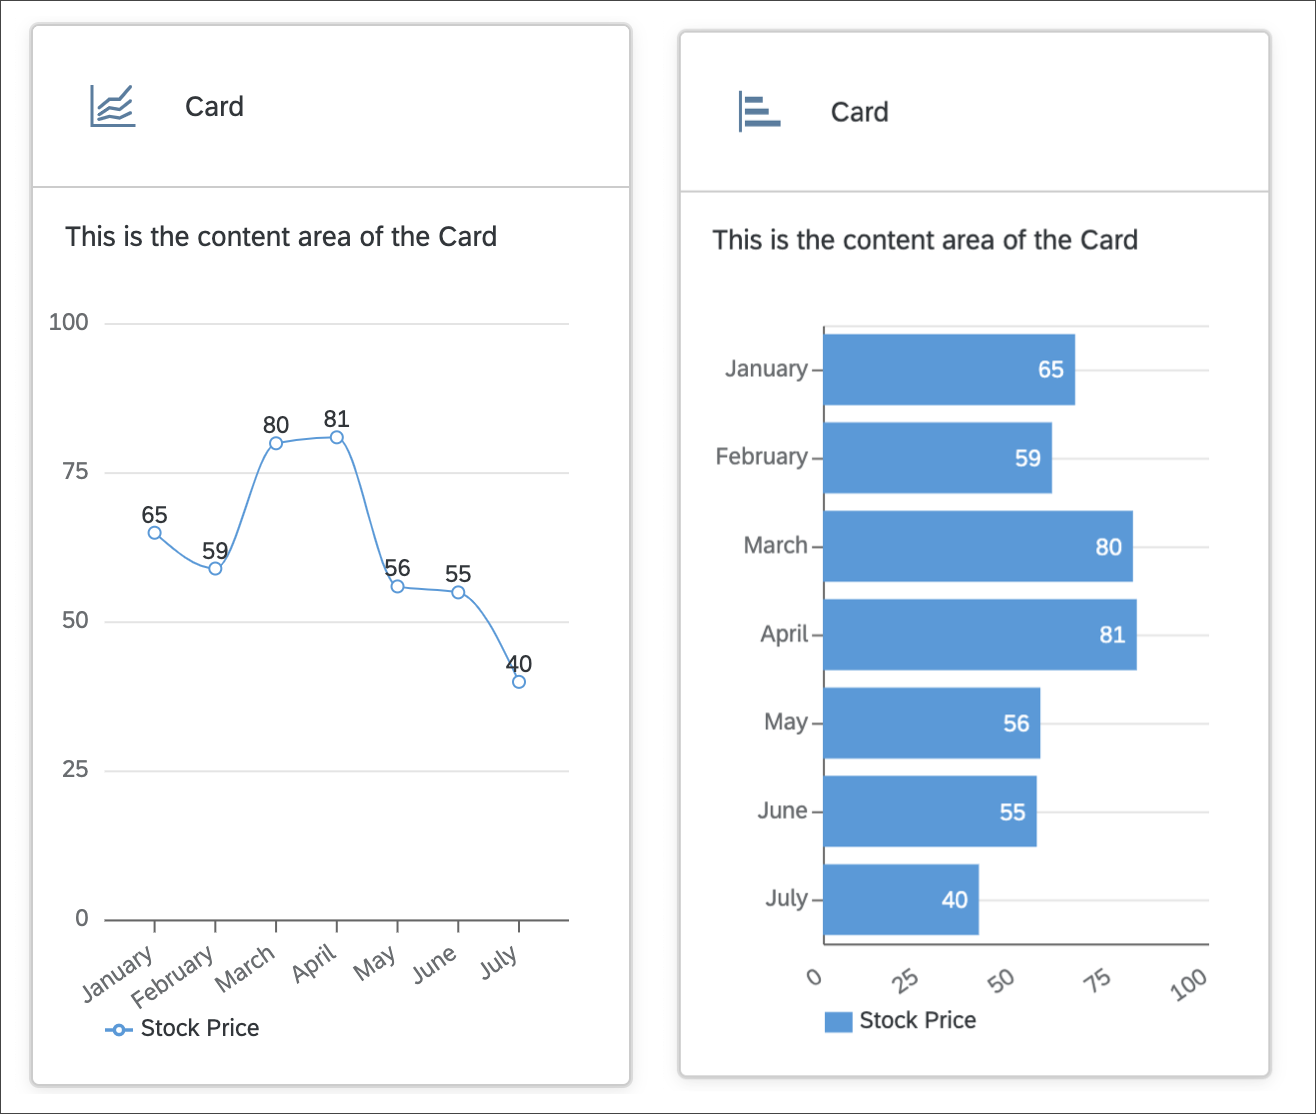 Card
This is the content area of the Card
100
75
50
25
0
65
59
80
81
56
55
40
January
February
March
April
May
June
July
Stock Price
Card
This is the content area of the Card
January 65
February 59
March 80
April 81
May 56
June 55
July 40
0 25 50 75 100
Stock Price